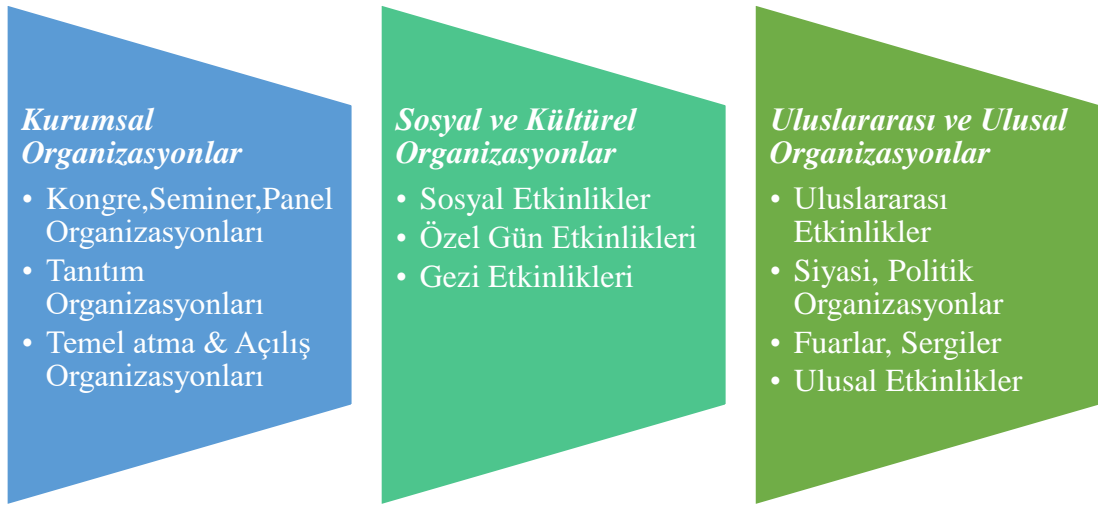 Kurumsal
Organizasyonlar
• Kongre,Seminer,Panel
Organizasyonları
• Tanıtım
Organizasyonları
• Temel atma & Açılış
Organizasyonları
Sosyal ve Kültürel
Organizasyonlar
• Sosyal Etkinlikler
• Özel Gün Etkinlikleri
• Gezi Etkinlikleri
Uluslararası ve Ulusal
Organizasyonlar
• Uluslararası
Etkinlikler
• Siyasi, Politik
Organizasyonlar
• Fuarlar, Sergiler
• Ulusal Etkinlikler